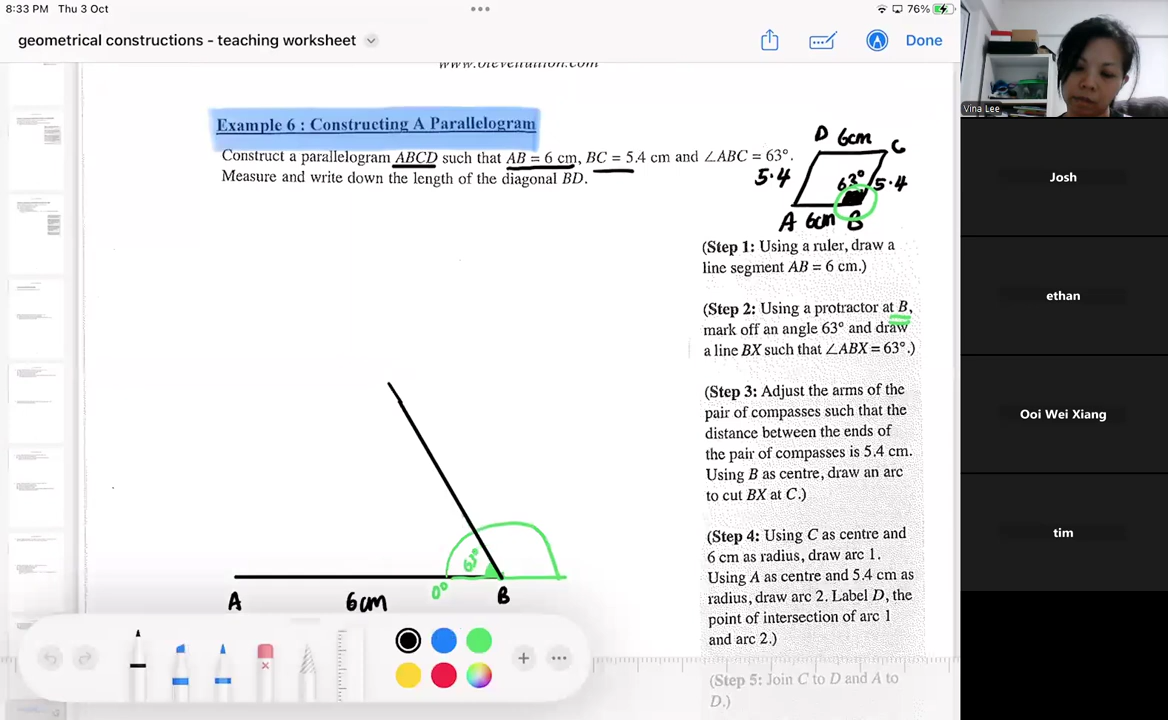 8:33 PM Thu 3 Oct
76%
geometrical constructions - teaching worksheet
Done
www.oleveltuition.com
Example 6 : Constructing A Parallelogram
Construct a parallelogram ABCD such that AB = 6 cm, BC = 5.4 cm and ∠ABC = 63°.
Measure and write down the length of the diagonal BD.
D 6cm C
5.4 63° 5.4
A 6cm B
(Step 1: Using a ruler, draw a
line segment AB = 6 cm.)
(Step 2: Using a protractor at B,
mark off an angle 63° and draw
a line BX such that ∠ABX = 63°.)
(Step 3: Adjust the arms of the
pair of compasses such that the
distance between the ends of
the pair of compasses is 5.4 cm.
Using B as centre, draw an arc
to cut BX at C.)
(Step 4: Using C as centre and
6 cm as radius, draw arc 1.
Using A as centre and 5.4 cm as
radius, draw arc 2. Label D, the
point of intersection of arc 1
and arc 2.)
(Step 5: Join C to D and A to
D.)
63°
0°
A 6cm B
Vina Lee
Josh
ethan
Ooi Wei Xiang
tim